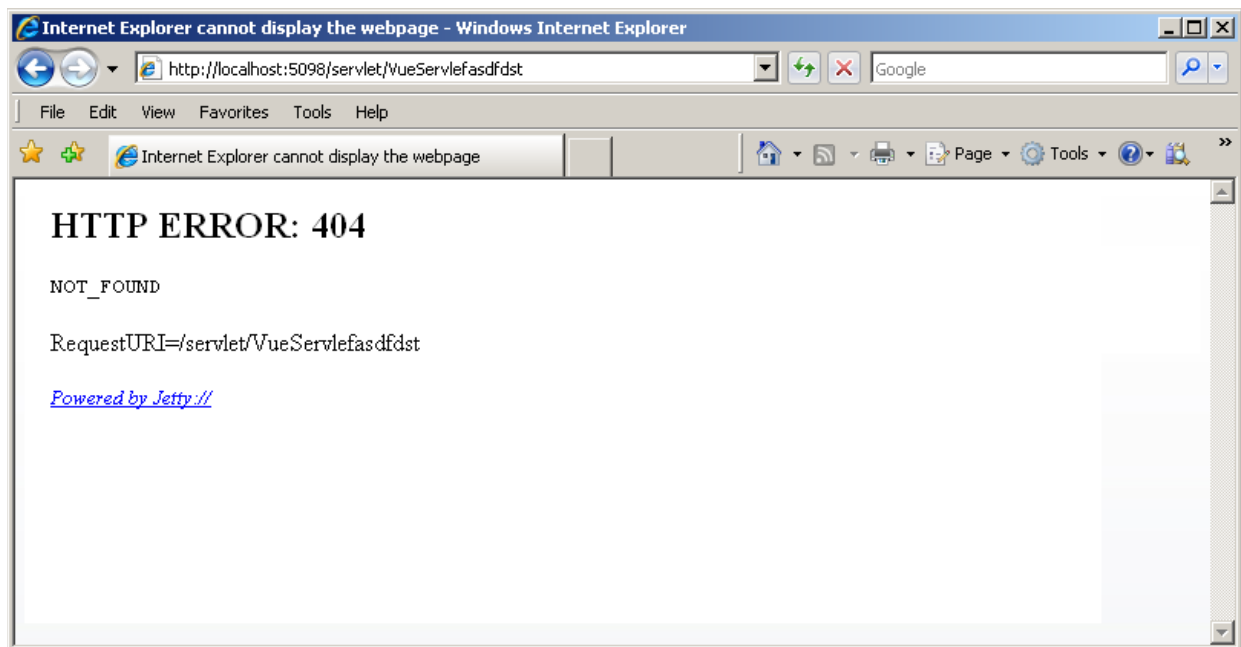 Internet Explorer cannot display the webpage - Windows Internet Explorer
http://localhost:5098/servlet/VueServlefasdfdst
Google
File Edit View Favorites Tools Help
Internet Explorer cannot display the webpage
Page Tools
HTTP ERROR: 404
NOT_FOUND
RequestURI=/servlet/VueServlefasdfdst
Powered by Jetty://